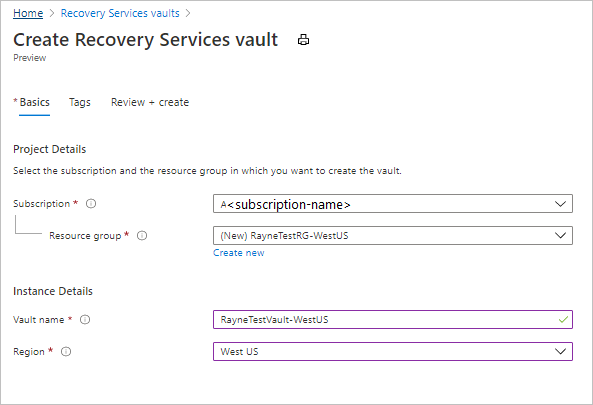 Home > Recovery Services vaults >
Create Recovery Services vault
Preview
* Basics Tags Review + create
Project Details
Select the subscription and the resource group in which you want to create the vault.
Subscription * A<subscription-name>
Resource group * (New) RayneTestRG-WestUS
Create new
Instance Details
Vault name * RayneTestVault-WestUS
Region * West US